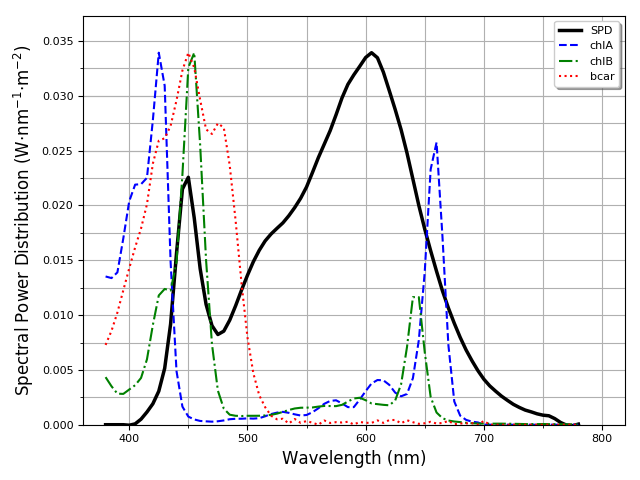 Spectral Power Distribution (W·nm⁻¹·m⁻²)
0.035
0.030
0.025
0.020
0.015
0.010
0.005
0.000
SPD
chlA
chlB
bcar
400 500 600 700 800
Wavelength (nm)